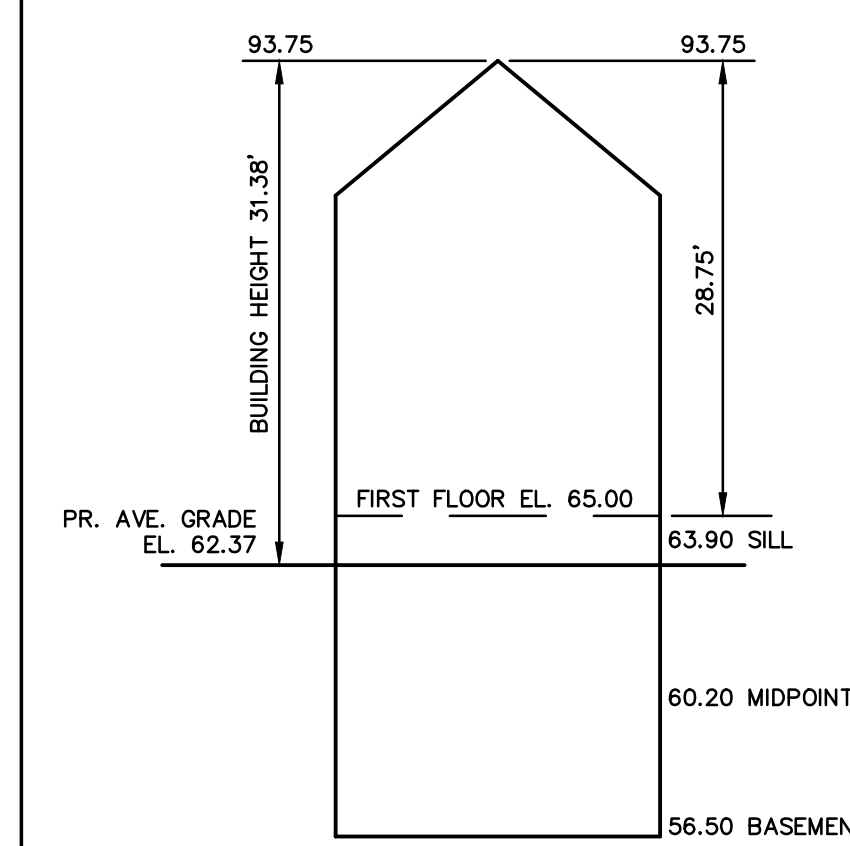 93.75
93.75
BUILDING HEIGHT 31.38'
28.75'
FIRST FLOOR EL. 65.00
PR. AVE. GRADE
EL. 62.37
63.90 SILL
60.20 MIDPOINT
56.50